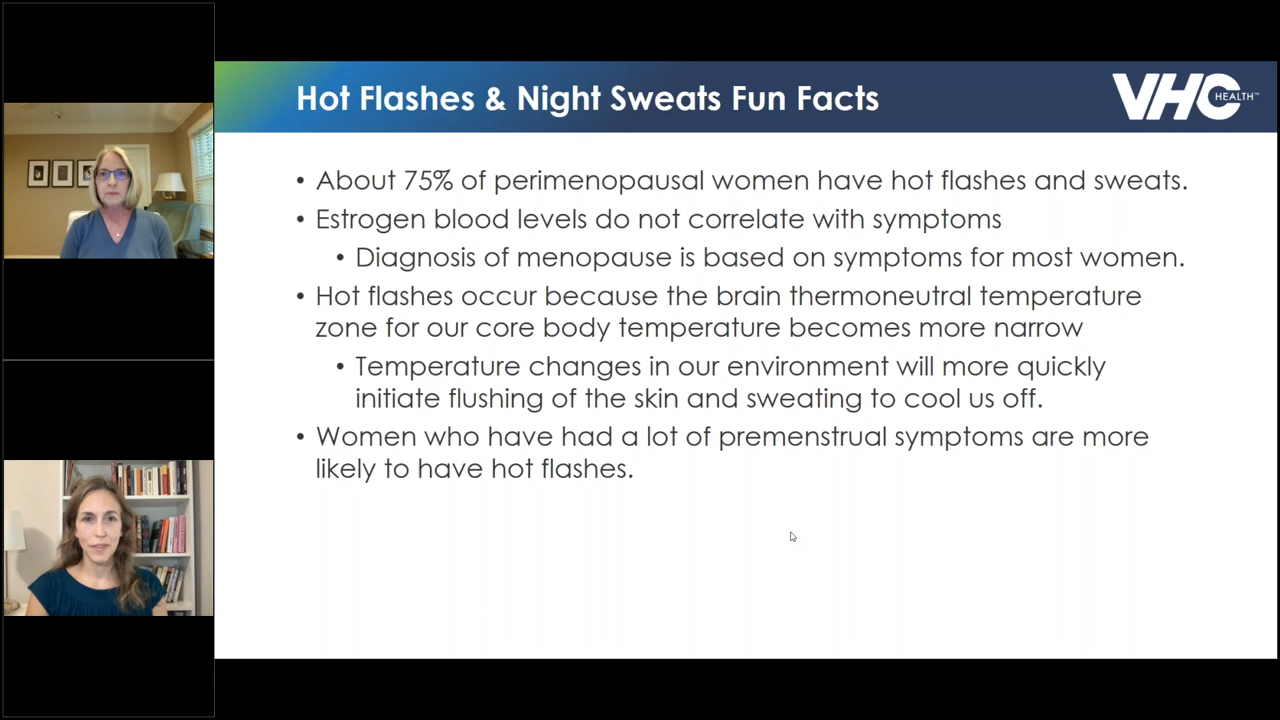 Hot Flashes & Night Sweats Fun Facts
VHC
HEALTH™
• About 75% of perimenopausal women have hot flashes and sweats.
• Estrogen blood levels do not correlate with symptoms
• Diagnosis of menopause is based on symptoms for most women.
• Hot flashes occur because the brain thermoneutral temperature
zone for our core body temperature becomes more narrow
• Temperature changes in our environment will more quickly
initiate flushing of the skin and sweating to cool us off.
• Women who have had a lot of premenstrual symptoms are more
likely to have hot flashes.